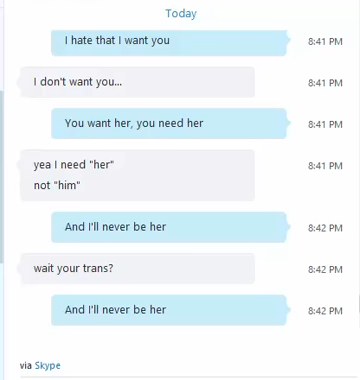 Today
I hate that I want you
8:41 PM
I don't want you...
8:41 PM
You want her, you need her
8:41 PM
yea I need "her"
8:41 PM
not "him"
And I'll never be her
8:42 PM
wait your trans?
8:42 PM
And I'll never be her
8:42 PM
via Skype